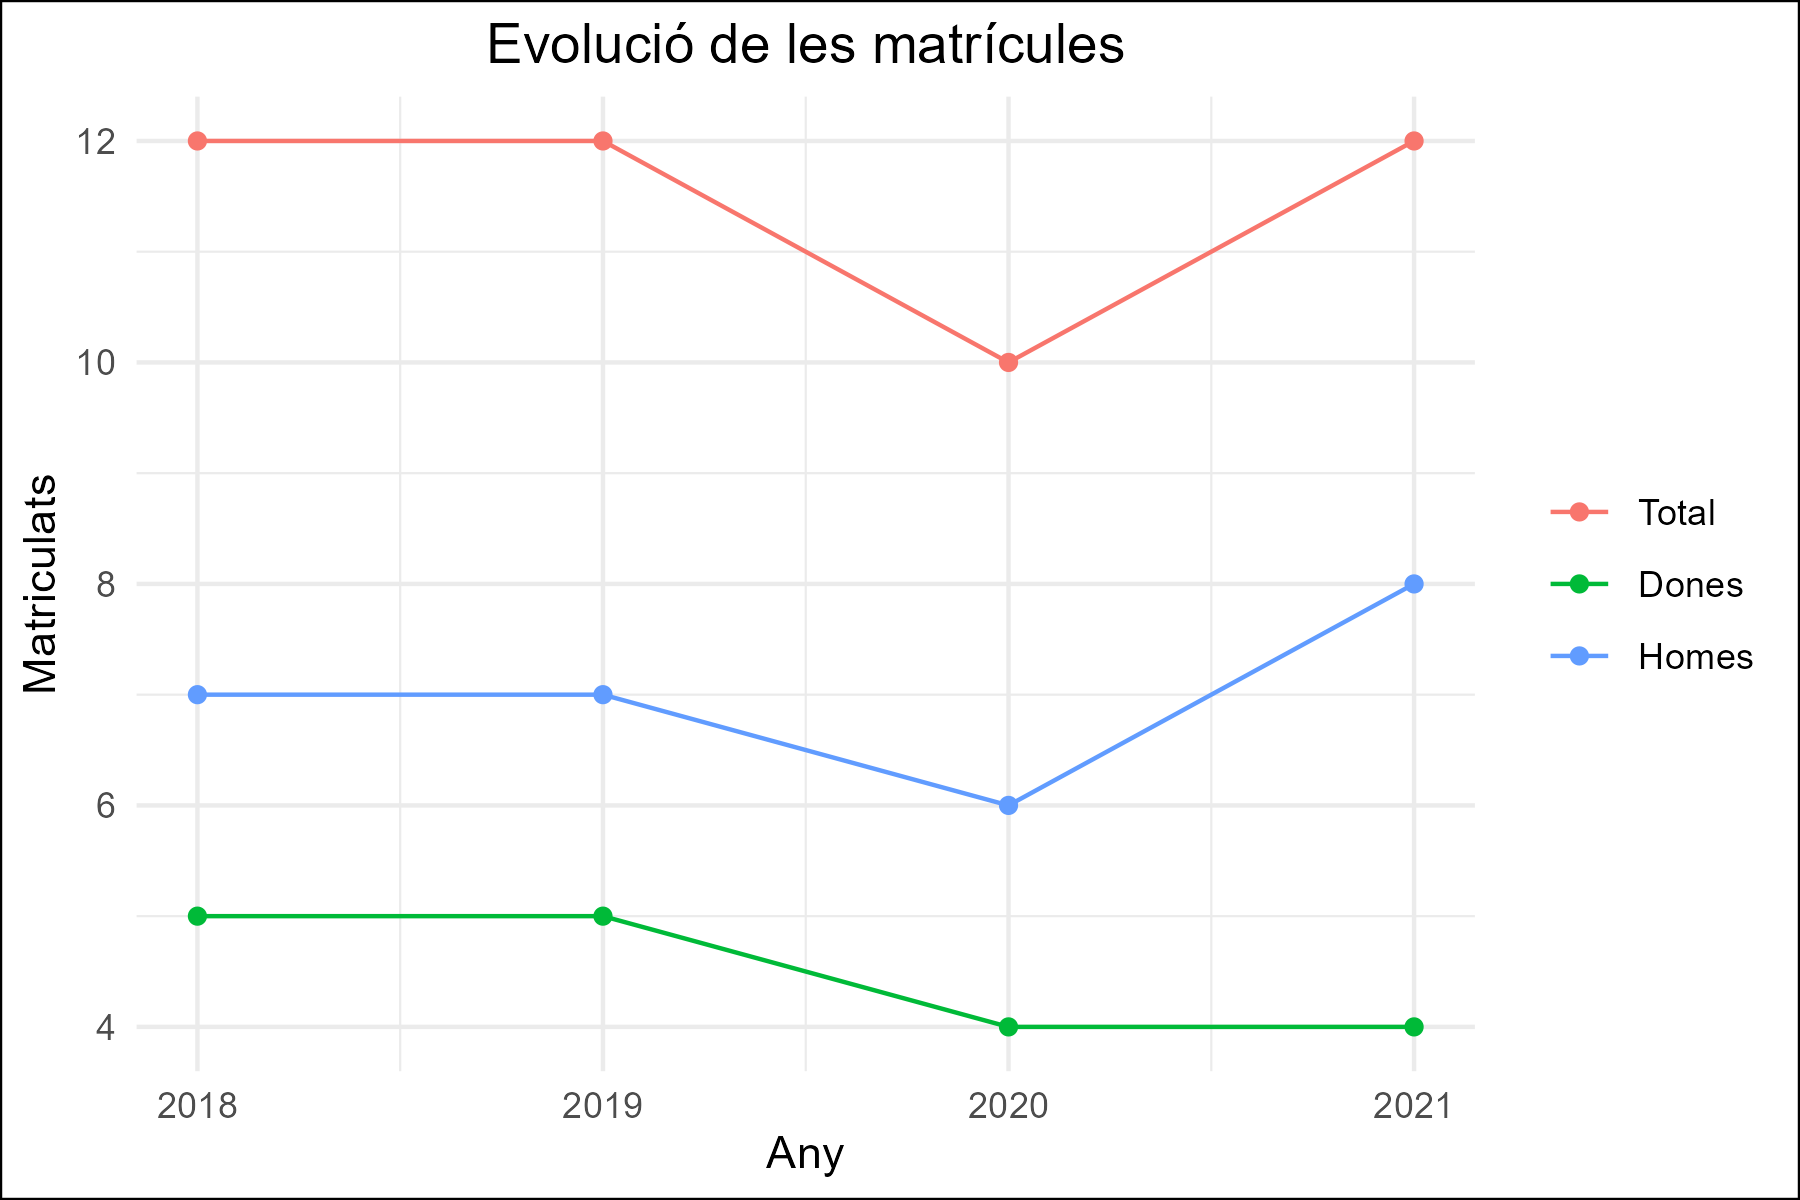 Evolució de les matrícules
12
10
8
6
4
Matriculats
2018 2019 2020 2021
Any
Total
Dones
Homes